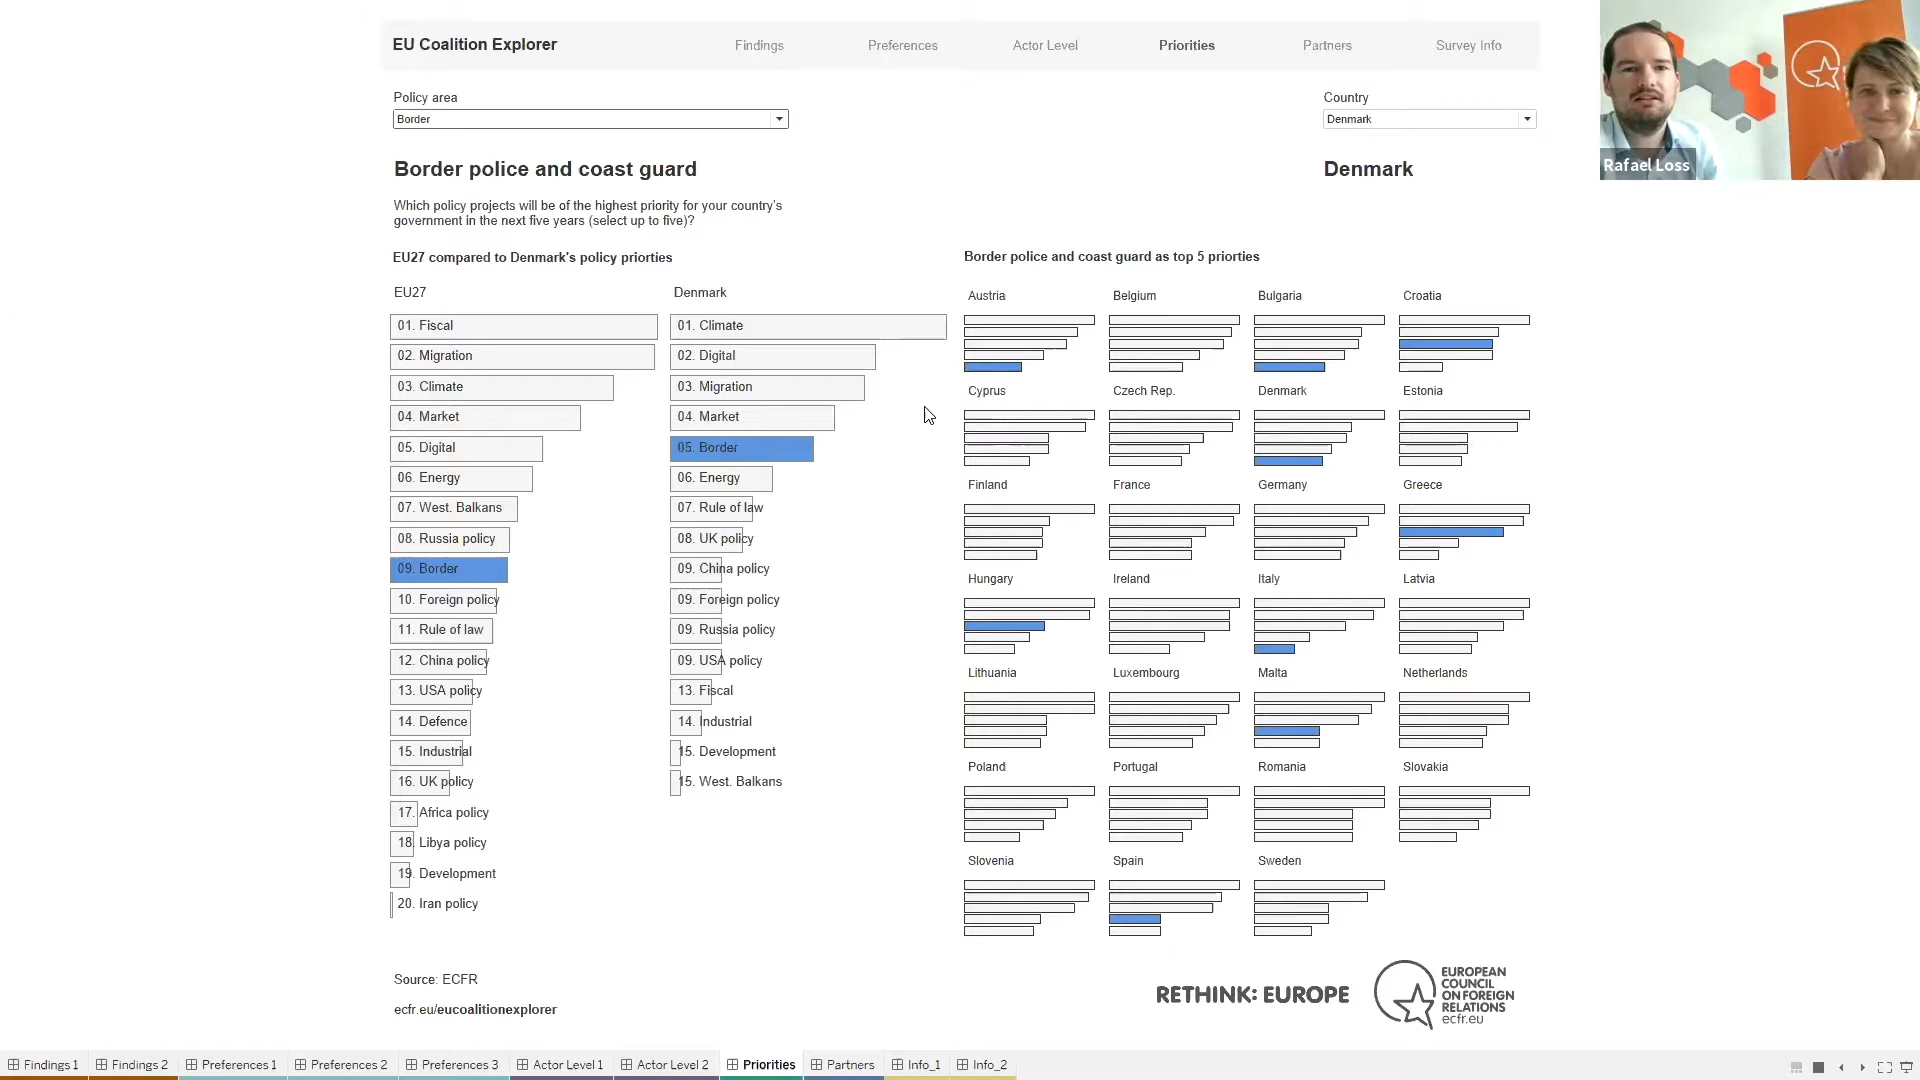 EU Coalition Explorer
Findings
Preferences
Actor Level
Priorities
Partners
Survey Info
Policy area
Border
Country
Denmark
Border police and coast guard
Denmark
Which policy projects will be of the highest priority for your country's
government in the next five years (select up to five)?
EU27 compared to Denmark's policy priorties
EU27
01. Fiscal
02. Migration
03. Climate
04. Market
05. Digital
06. Energy
07. West. Balkans
08. Russia policy
09. Border
10. Foreign policy
11. Rule of law
12. China policy
13. USA policy
14. Defence
15. Industrial
16. UK policy
17. Africa policy
18. Libya policy
19. Development
20. Iran policy
Denmark
01. Climate
02. Digital
03. Migration
04. Market
05. Border
06. Energy
07. Rule of law
08. UK policy
09. China policy
09. Foreign policy
09. Russia policy
09. USA policy
13. Fiscal
14. Industrial
15. Development
15. West. Balkans
Border police and coast guard as top 5 priorties
Austria
Belgium
Bulgaria
Croatia
Cyprus
Czech Rep.
Denmark
Estonia
Finland
France
Germany
Greece
Hungary
Ireland
Italy
Latvia
Lithuania
Luxembourg
Malta
Netherlands
Poland
Portugal
Romania
Slovakia
Slovenia
Spain
Sweden
Source: ECFR
ecfr.eu/eucoalitionexplorer
RETHINK: EUROPE
EUROPEAN
COUNCIL
ON FOREIGN
RELATIONS
ecfr.eu
Rafael Loss
Findings 1
Findings 2
Preferences 1
Preferences 2
Preferences 3
Actor Level 1
Actor Level 2
Priorities
Partners
Info_1
Info_2